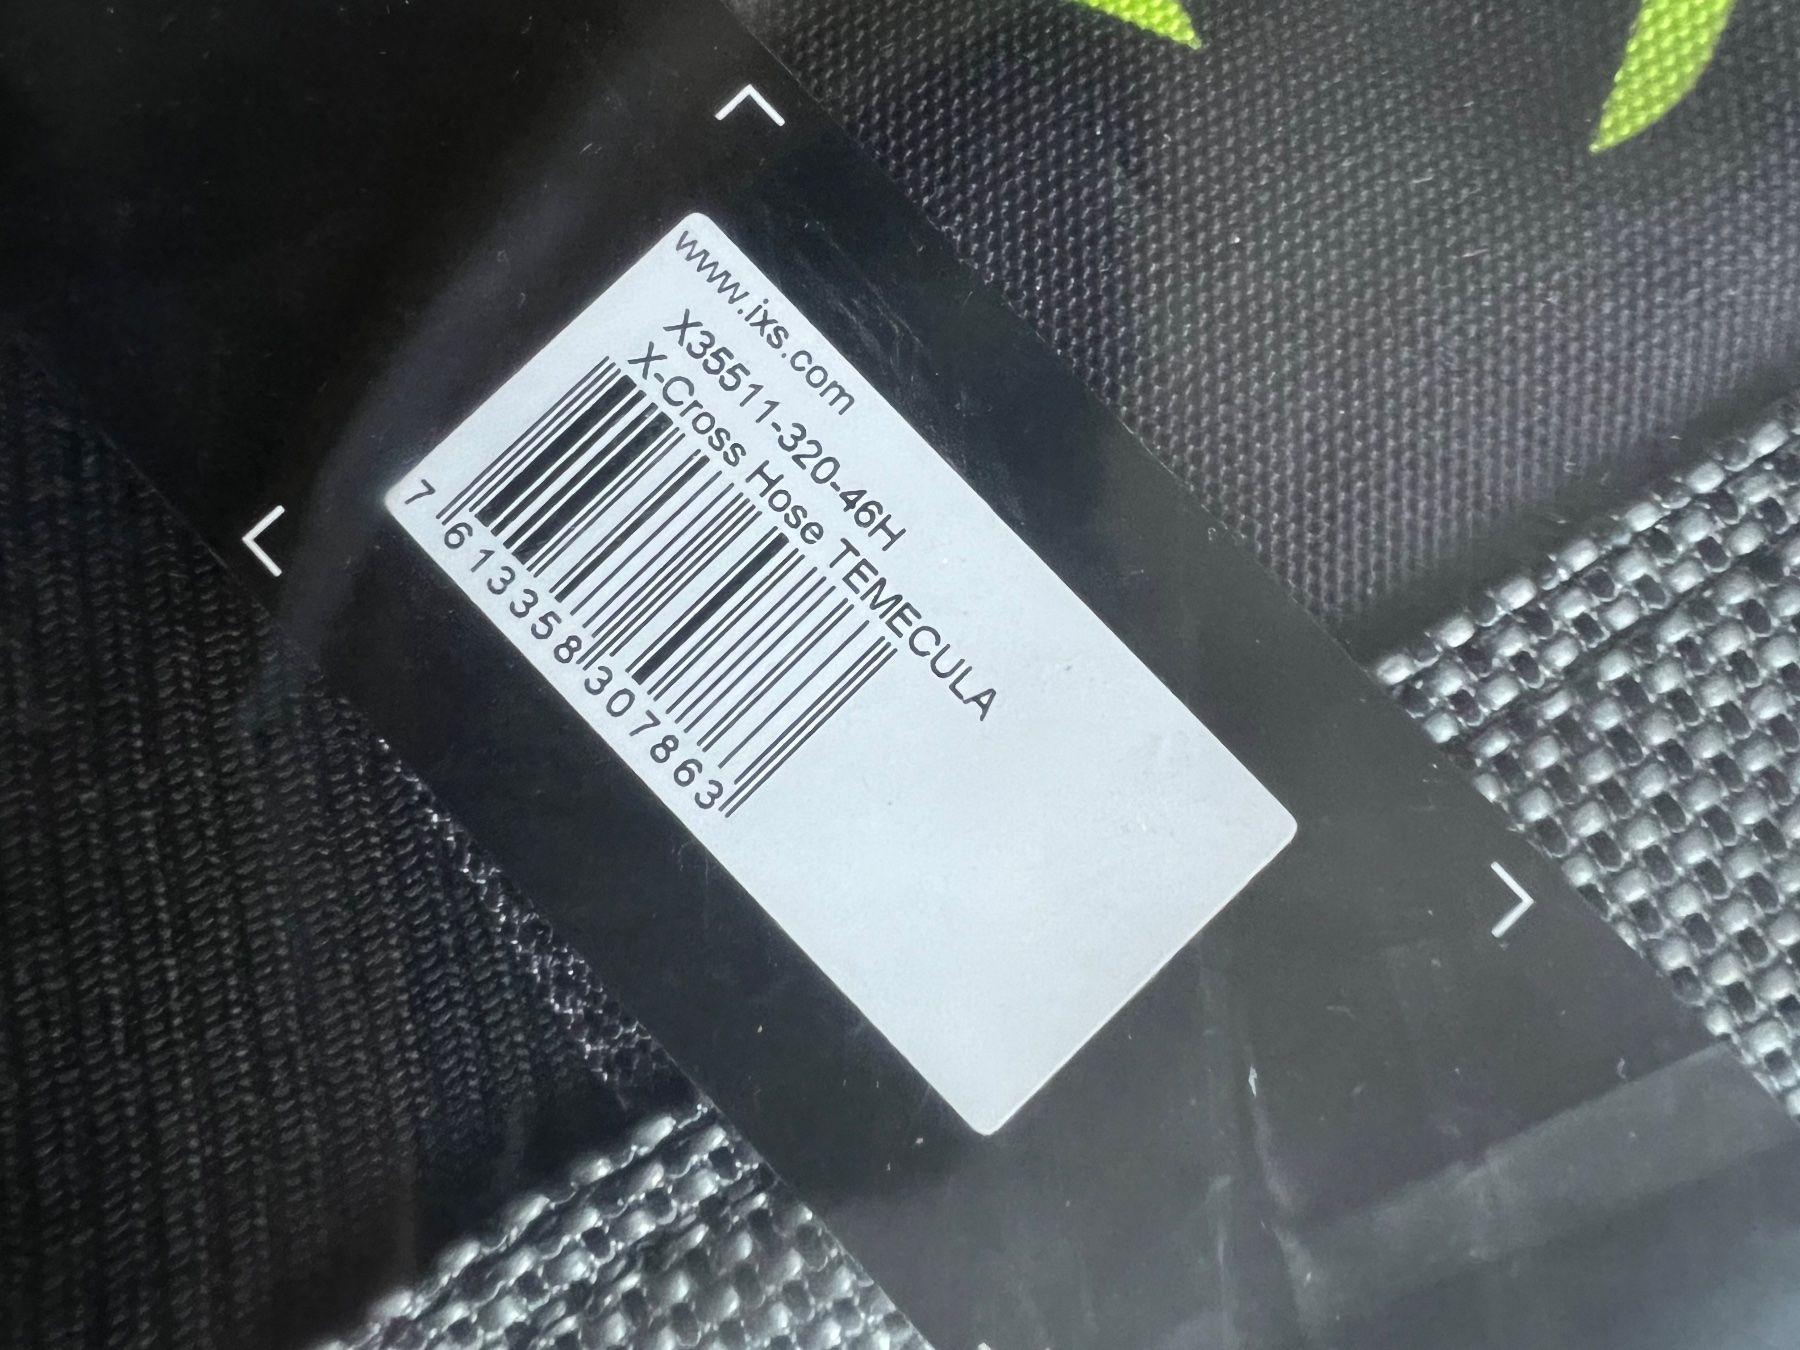 www.ixs.com
X35511-320-46H
X-Cross Hose TEMECULA
7 613358 307863